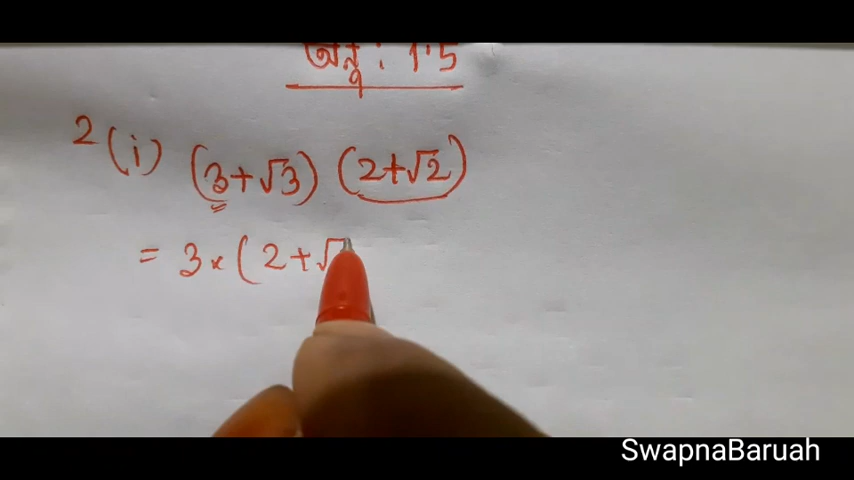 অনু : 1.5
2 (i) (3+√3) (2+√2)
= 3 × ( 2 + √
SwapnaBaruah